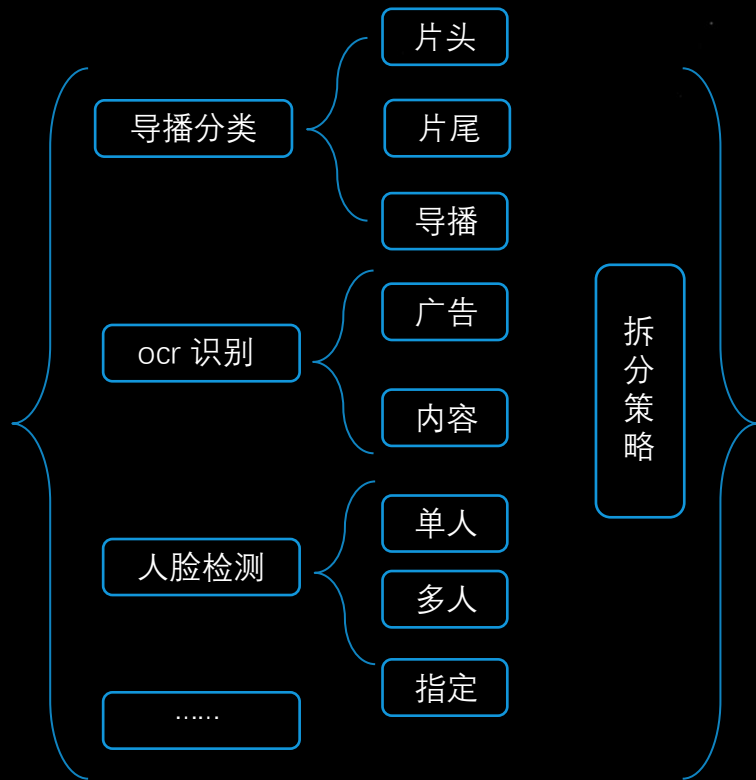 导播分类
片头
片尾
导播
ocr 识别
广告
内容
人脸检测
单人
多人
指定
……
拆分策略